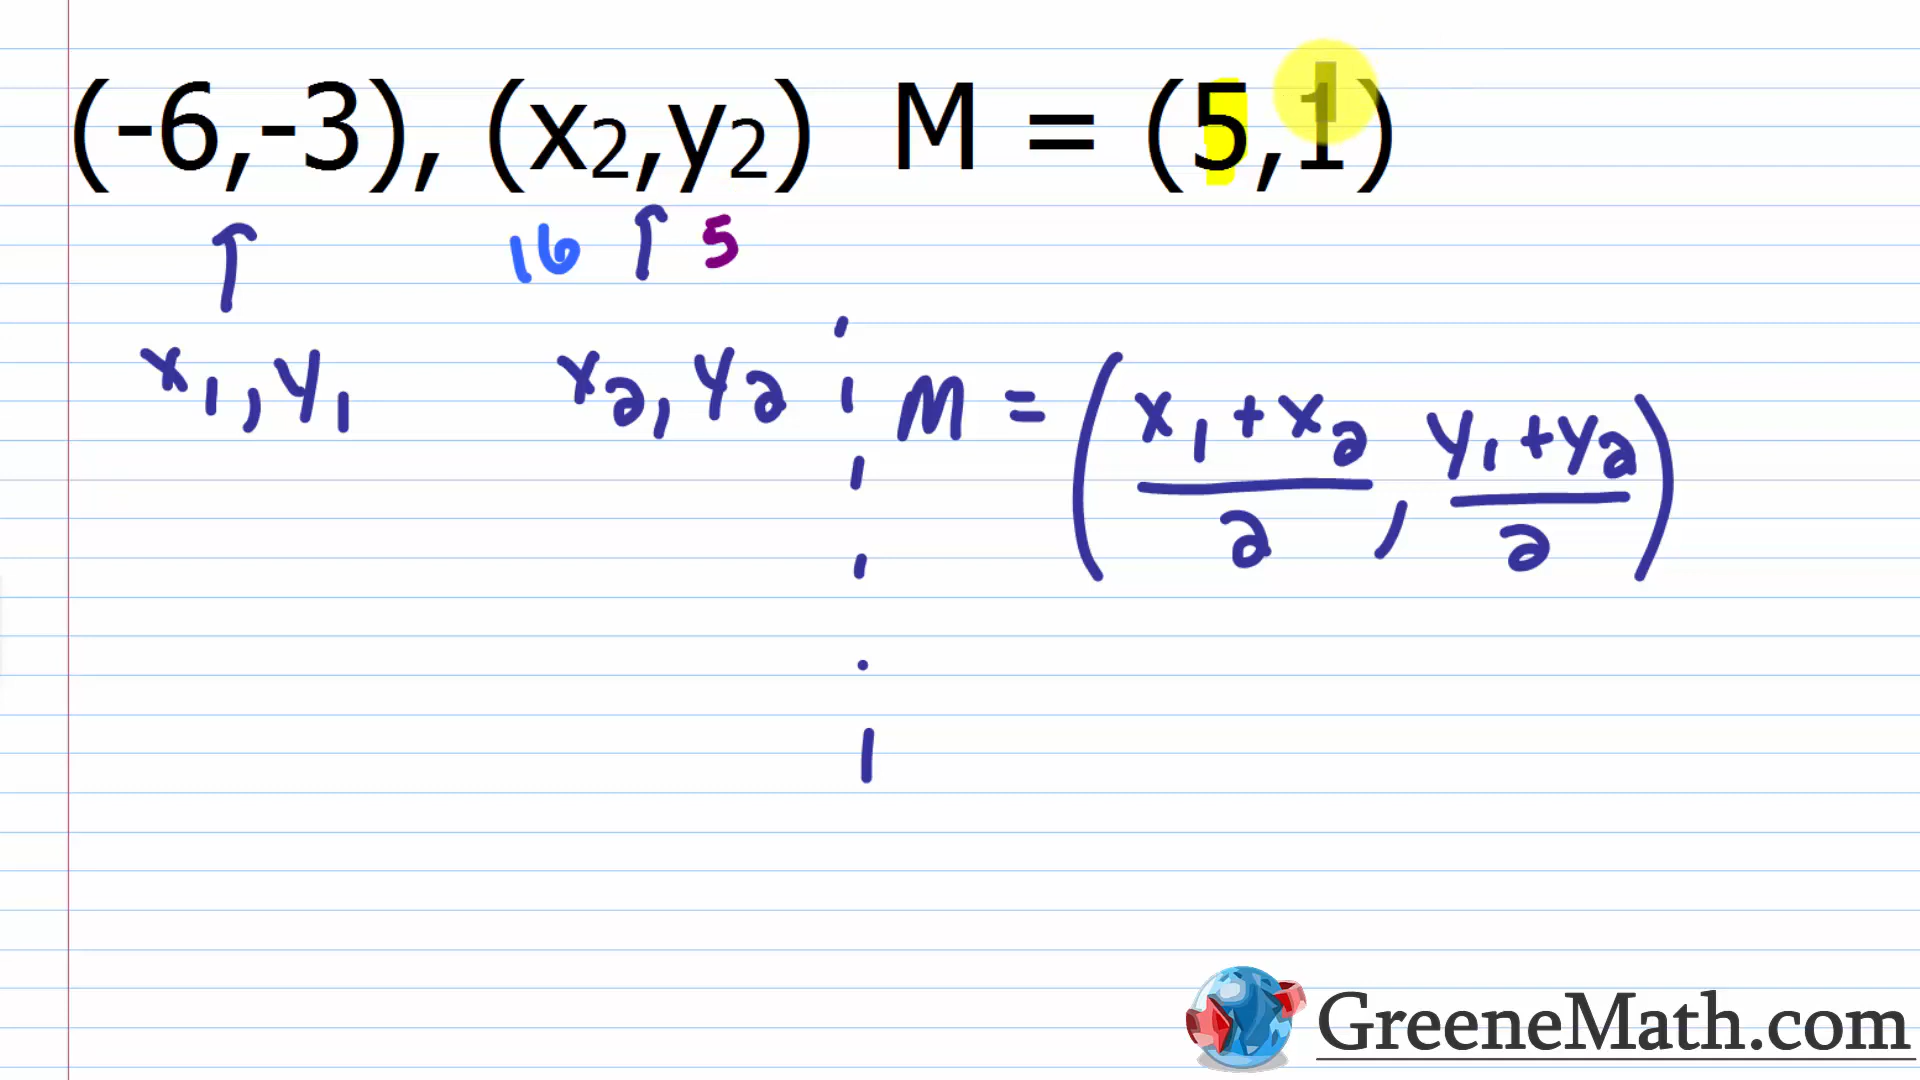 (-6,-3), (x₂,y₂) M = (5,1)
16 5
x₁, y₁ x₂, y₂ M = (x₁+x₂/2, y₁+y₂/2)
GreeneMath.com